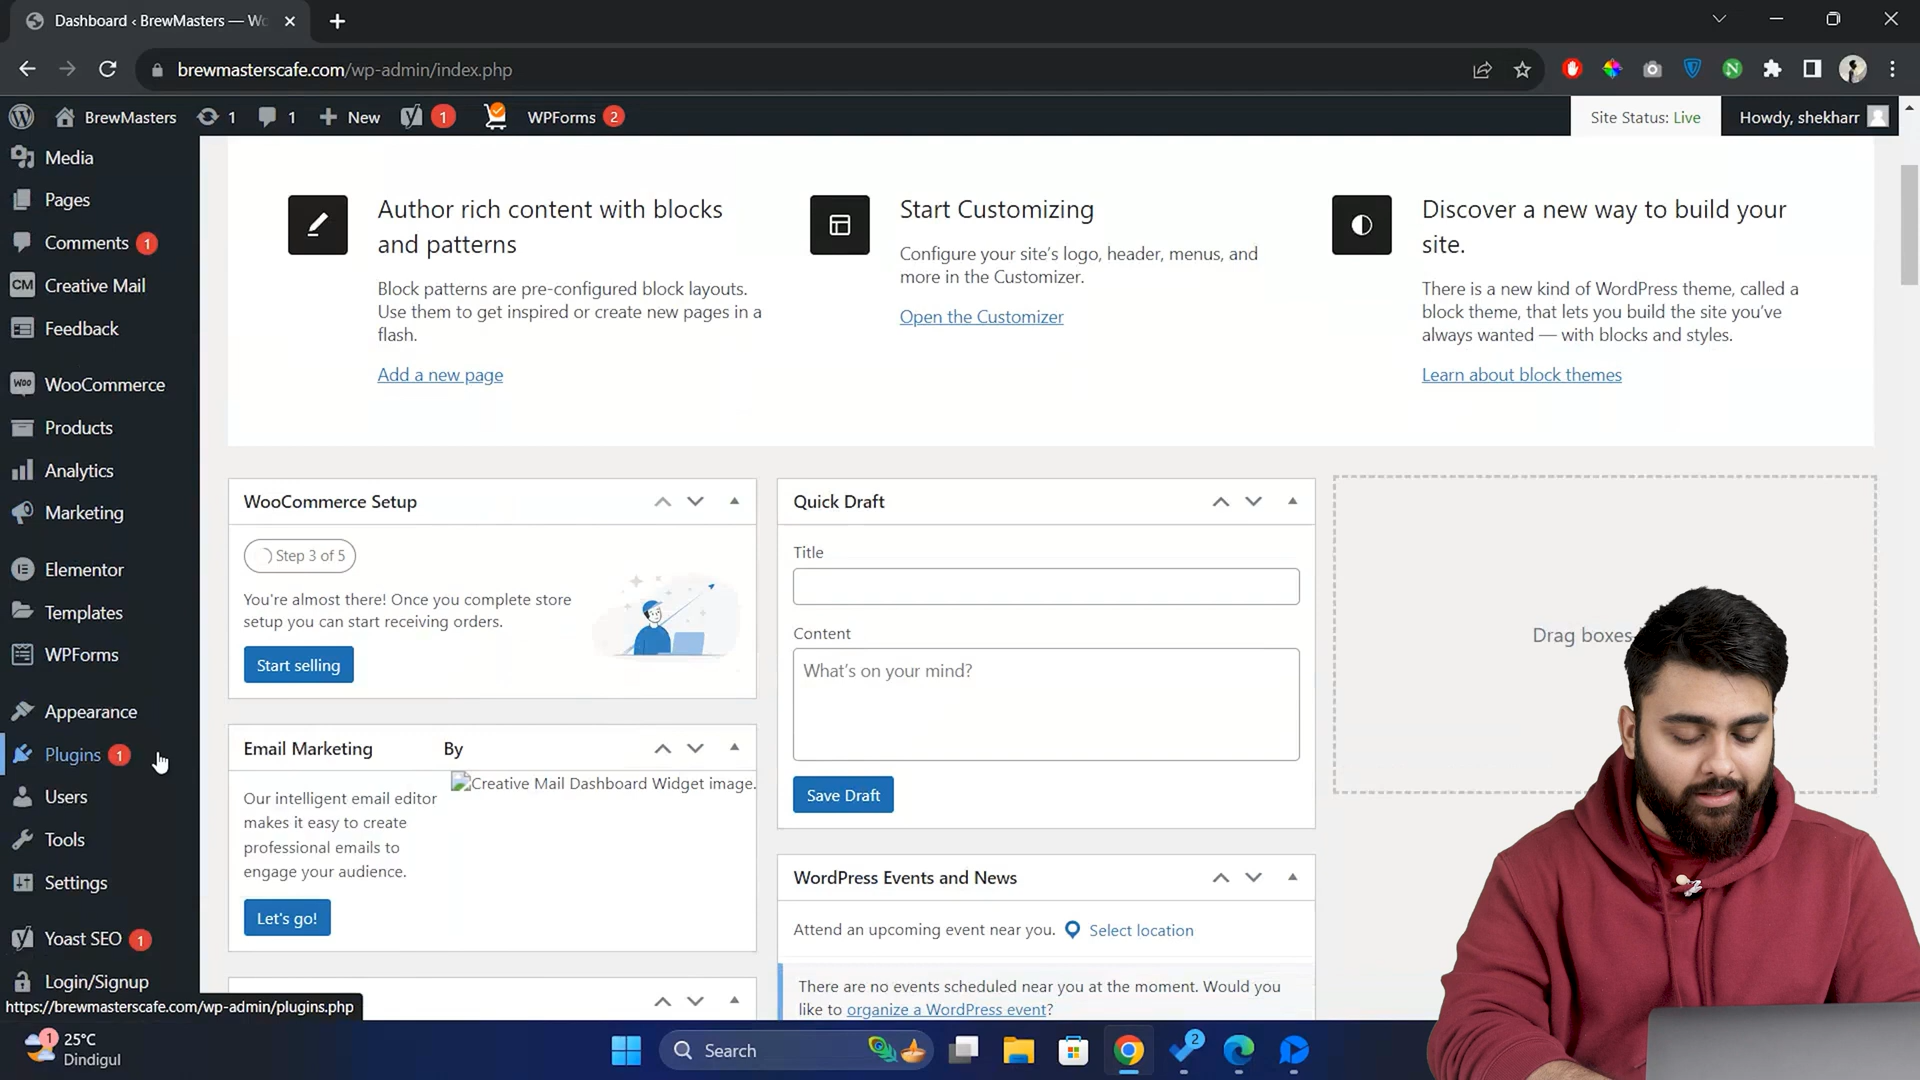 Dashboard ‹ BrewMasters — Wo
brewmasterscafe.com/wp-admin/index.php
BrewMasters 1 1 New 1 WPForms 2 Site Status: Live Howdy, shekharr
Media
Pages
Comments 1
CM Creative Mail
Feedback
Woo WooCommerce
Products
Analytics
Marketing
Elementor
Templates
WPForms
Appearance
Plugins 1
Users
Tools
Settings
Yoast SEO 1
Login/Signup
https://brewmasterscafe.com/wp-admin/plugins.php
Author rich content with blocks
and patterns
Block patterns are pre-configured block layouts.
Use them to get inspired or create new pages in a
flash.
Add a new page
Start Customizing
Configure your site's logo, header, menus, and
more in the Customizer.
Open the Customizer
Discover a new way to build your
site.
There is a new kind of WordPress theme, called a
block theme, that lets you build the site you've
always wanted — with blocks and styles.
Learn about block themes
WooCommerce Setup
Step 3 of 5
You're almost there! Once you complete store
setup you can start receiving orders.
Start selling
Email Marketing By
Creative Mail Dashboard Widget image.
Our intelligent email editor
makes it easy to create
professional emails to
engage your audience.
Let's go!
Quick Draft
Title
Content
What's on your mind?
Save Draft
WordPress Events and News
Attend an upcoming event near you. Select location
There are no events scheduled near you at the moment. Would you
like to organize a WordPress event?
Drag boxes
1 25°C
Dindigul
Search
2